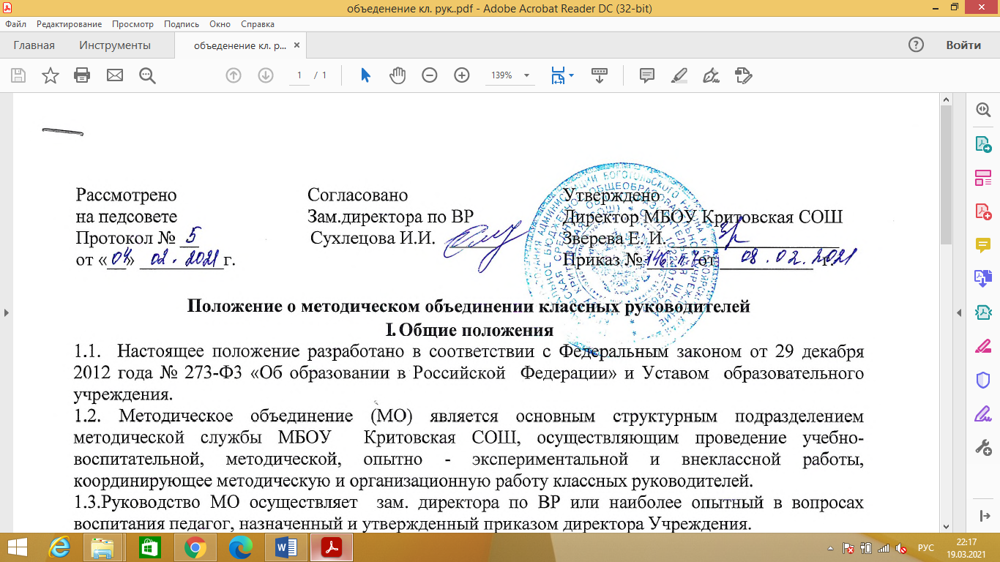 объеденение кл. рук..pdf - Adobe Acrobat Reader DC (32-bit)
Файл Редактирование Просмотр Подпись Окно Справка
Главная Инструменты объеденение кл. р... × Войти
1 / 1 139%
Рассмотрено
на педсовете
Протокол № 5
от «04» 02. 2021 г.
Согласовано
Зам.директора по ВР
Сухлецова И.И.
Утверждено
Директор МБОУ Критовская СОШ
Зверева Е. И.
Приказ № от 08.02.2021 г.
Положение о методическом объединении классных руководителей
I. Общие положения
1.1. Настоящее положение разработано в соответствии с Федеральным законом от 29 декабря
2012 года № 273-ФЗ «Об образовании в Российской Федерации» и Уставом образовательного
учреждения.
1.2. Методическое объединение (МО) является основным структурным подразделением
методической службы МБОУ Критовская СОШ, осуществляющим проведение учебно-
воспитательной, методической, опытно - экспериментальной и внеклассной работы,
координирующее методическую и организационную работу классных руководителей.
1.3.Руководство МО осуществляет зам. директора по ВР или наиболее опытный в вопросах
воспитания педагог, назначенный и утвержденный приказом директора Учреждения.
РУС
22:17
19.03.2021